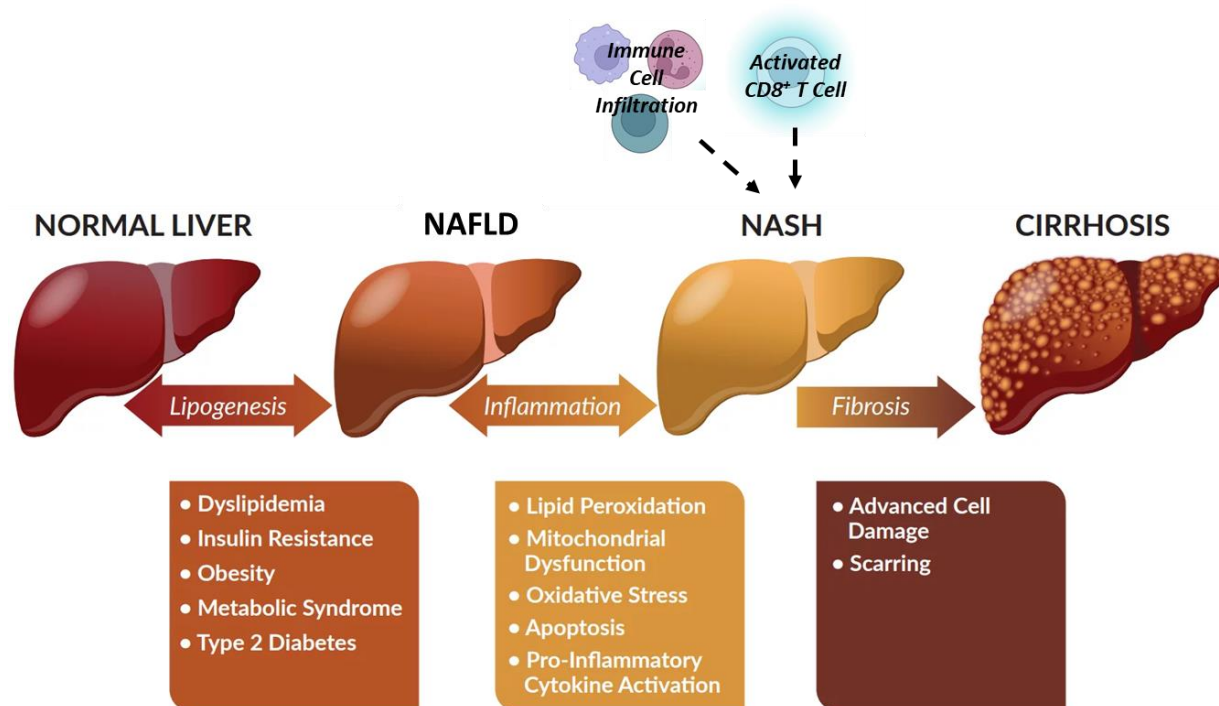 Immune
Cell
Infiltration
Activated
CD8⁺ T Cell
NORMAL LIVER
NAFLD
NASH
CIRRHOSIS
Lipogenesis
Inflammation
Fibrosis
• Dyslipidemia
• Insulin Resistance
• Obesity
• Metabolic Syndrome
• Type 2 Diabetes
• Lipid Peroxidation
• Mitochondrial
Dysfunction
• Oxidative Stress
• Apoptosis
• Pro-Inflammatory
Cytokine Activation
• Advanced Cell
Damage
• Scarring